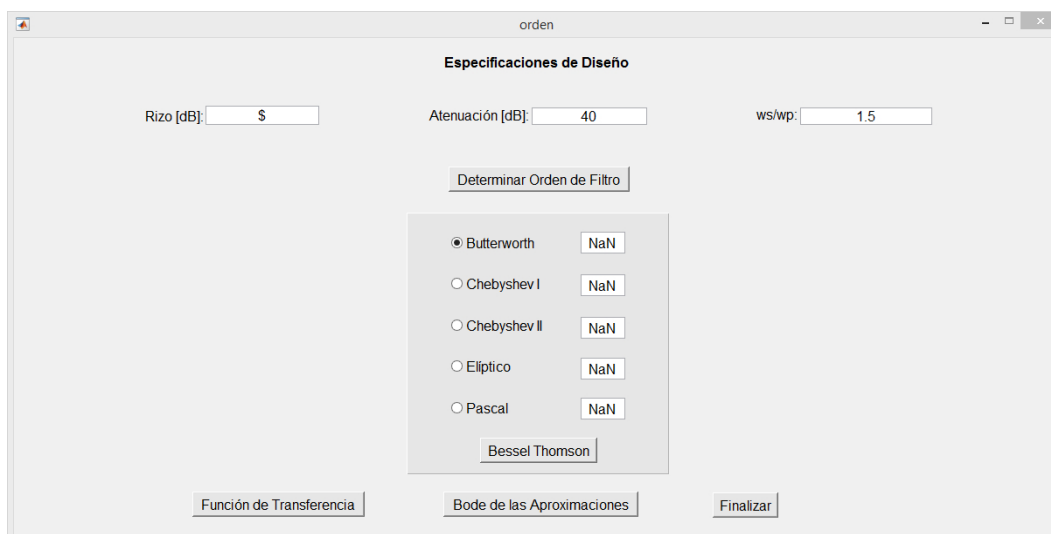 orden
Especificaciones de Diseño
Rizo [dB]: $ Atenuación [dB]: 40 ws/wp: 1.5
Determinar Orden de Filtro
Butterworth NaN
Chebyshev I NaN
Chebyshev II NaN
Elíptico NaN
Pascal NaN
Bessel Thomson
Función de Transferencia Bode de las Aproximaciones Finalizar